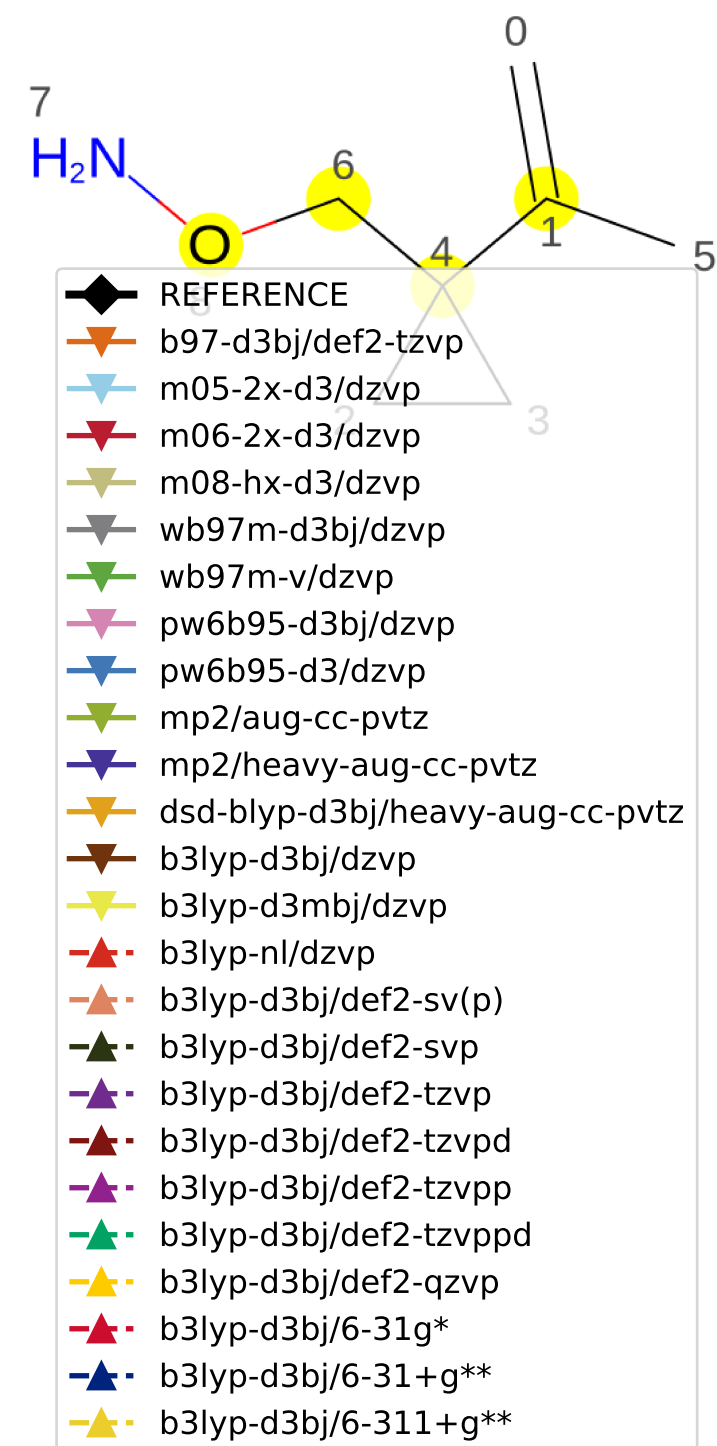 0
7
H₂N
6
O
1
4
5
8
REFERENCE
b97-d3bj/def2-tzvp
m05-2x-d3/dzvp
2
3
m06-2x-d3/dzvp
m08-hx-d3/dzvp
wb97m-d3bj/dzvp
wb97m-v/dzvp
pw6b95-d3bj/dzvp
pw6b95-d3/dzvp
mp2/aug-cc-pvtz
mp2/heavy-aug-cc-pvtz
dsd-blyp-d3bj/heavy-aug-cc-pvtz
b3lyp-d3bj/dzvp
b3lyp-d3mbj/dzvp
b3lyp-nl/dzvp
b3lyp-d3bj/def2-sv(p)
b3lyp-d3bj/def2-svp
b3lyp-d3bj/def2-tzvp
b3lyp-d3bj/def2-tzvpd
b3lyp-d3bj/def2-tzvpp
b3lyp-d3bj/def2-tzvppd
b3lyp-d3bj/def2-qzvp
b3lyp-d3bj/6-31g*
b3lyp-d3bj/6-31+g**
b3lyp-d3bj/6-311+g**